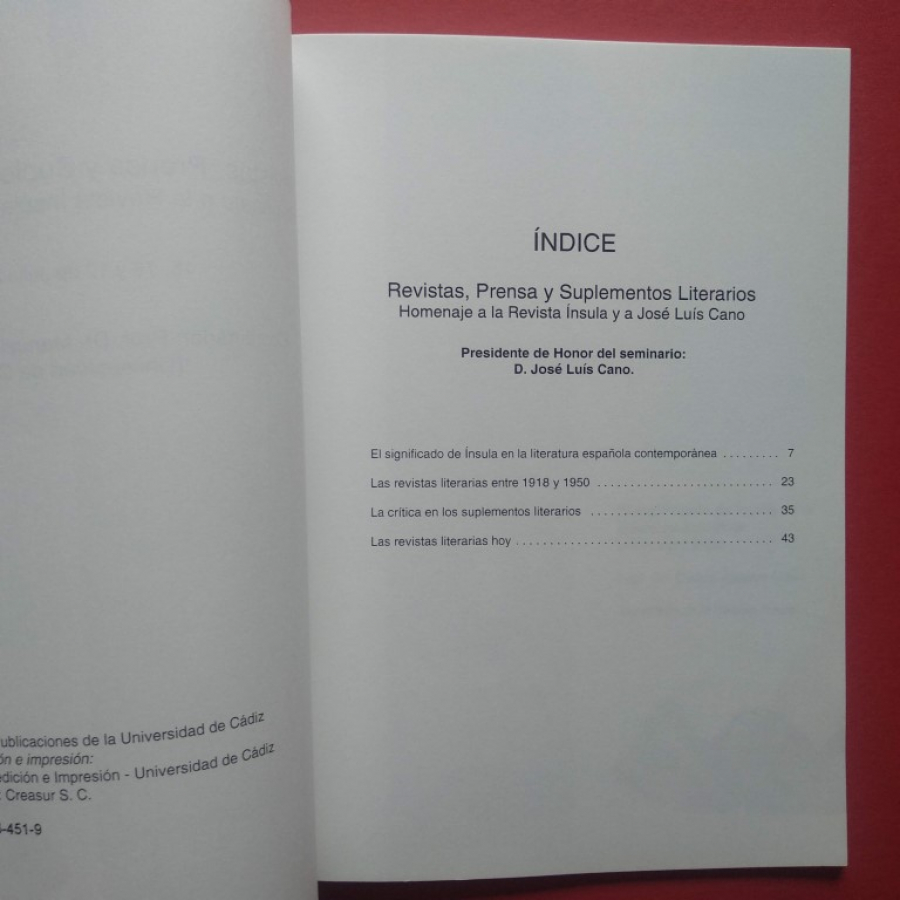 ublicaciones de la Universidad de Cádiz
ón e impresión:
edición e Impresión - Universidad de Cádiz
: Creasur S. C.
-451-9
ÍNDICE
Revistas, Prensa y Suplementos Literarios
Homenaje a la Revista Ínsula y a José Luís Cano
Presidente de Honor del seminario:
D. José Luís Cano.
El significado de Ínsula en la literatura española contemporánea ......... 7
Las revistas literarias entre 1918 y 1950 .......................... 23
La crítica en los suplementos literarios ........................... 35
Las revistas literarias hoy ...................................... 43